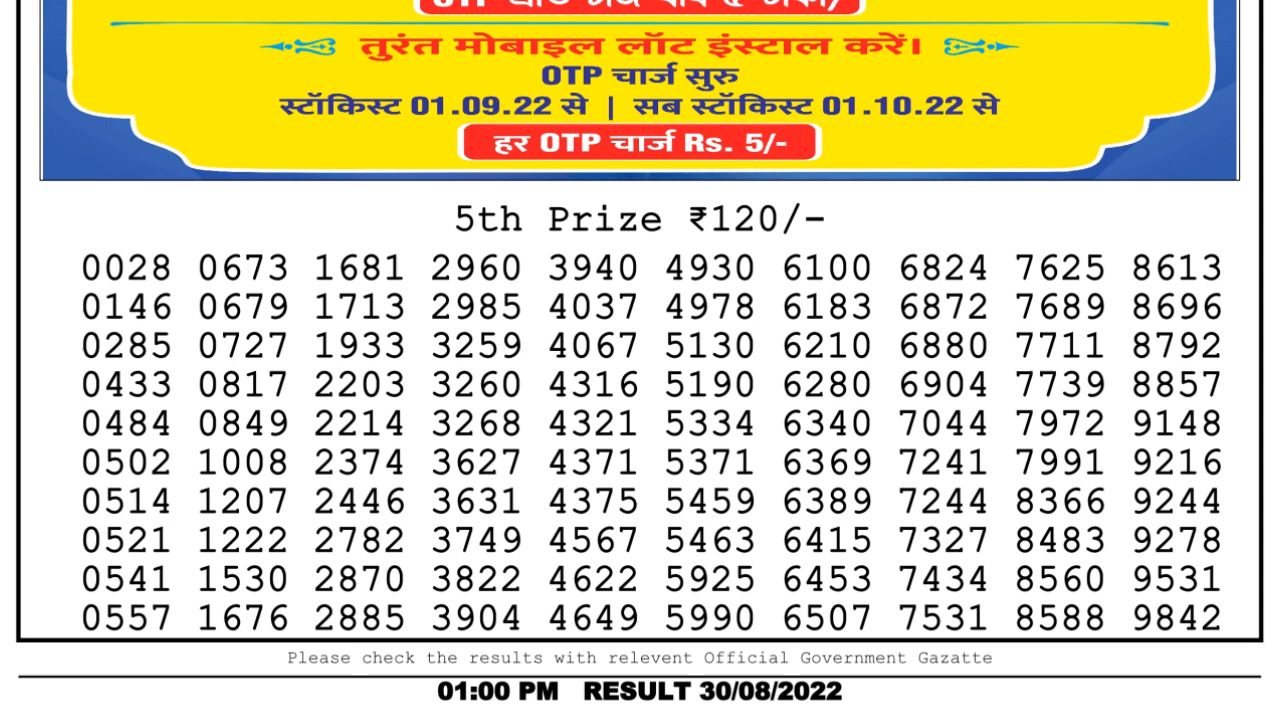 तुरंत मोबाइल लॉट इंस्टाल करें।
OTP चार्ज सुरु
स्टॉकिस्ट 01.09.22 से | सब स्टॉकिस्ट 01.10.22 से
हर OTP चार्ज Rs. 5/-
5th Prize ₹120/-
0028 0673 1681 2960 3940 4930 6100 6824 7625 8613
0146 0679 1713 2985 4037 4978 6183 6872 7689 8696
0285 0727 1933 3259 4067 5130 6210 6880 7711 8792
0433 0817 2203 3260 4316 5190 6280 6904 7739 8857
0484 0849 2214 3268 4321 5334 6340 7044 7972 9148
0502 1008 2374 3627 4371 5371 6369 7241 7991 9216
0514 1207 2446 3631 4375 5459 6389 7244 8366 9244
0521 1222 2782 3749 4567 5463 6415 7327 8483 9278
0541 1530 2870 3822 4622 5925 6453 7434 8560 9531
0557 1676 2885 3904 4649 5990 6507 7531 8588 9842
Please check the results with relevent Official Government Gazatte
01:00 PM RESULT 30/08/2022